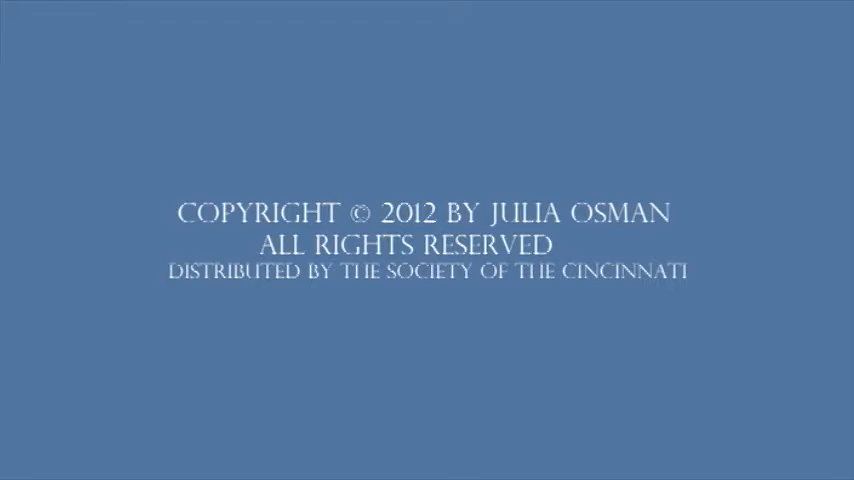 COPYRIGHT © 2012 BY JULIA OSMAN
ALL RIGHTS RESERVED
DISTRIBUTED BY THE SOCIETY OF THE CINCINNATI